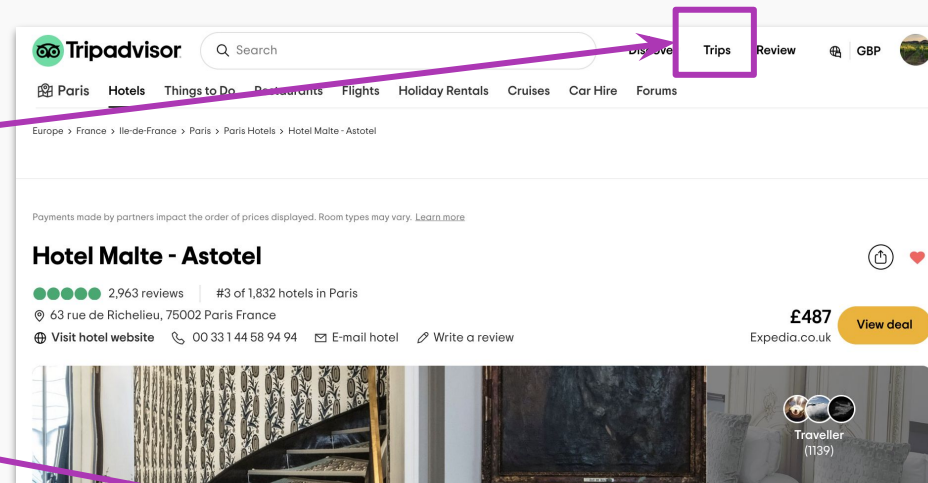 Tripadvisor Search Discover Trips Review GBP
Paris Hotels Things to Do Restaurants Flights Holiday Rentals Cruises Car Hire Forums
Europe > France > Ile-de-France > Paris > Paris Hotels > Hotel Malte - Astotel
Payments made by partners impact the order of prices displayed. Room types may vary. Learn more
Hotel Malte - Astotel
2,963 reviews #3 of 1,832 hotels in Paris
63 rue de Richelieu, 75002 Paris France
Visit hotel website 00 33 1 44 58 94 94 E-mail hotel Write a review
£487
Expedia.co.uk
View deal
Traveller
(1139)